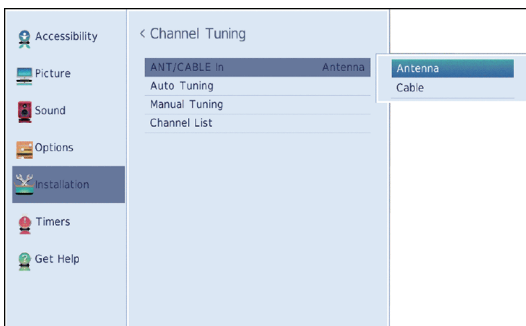 Accessibility
Picture
Sound
Options
Installation
Timers
Get Help
< Channel Tuning
ANT/CABLE In Antenna
Auto Tuning
Manual Tuning
Channel List
Antenna
Cable